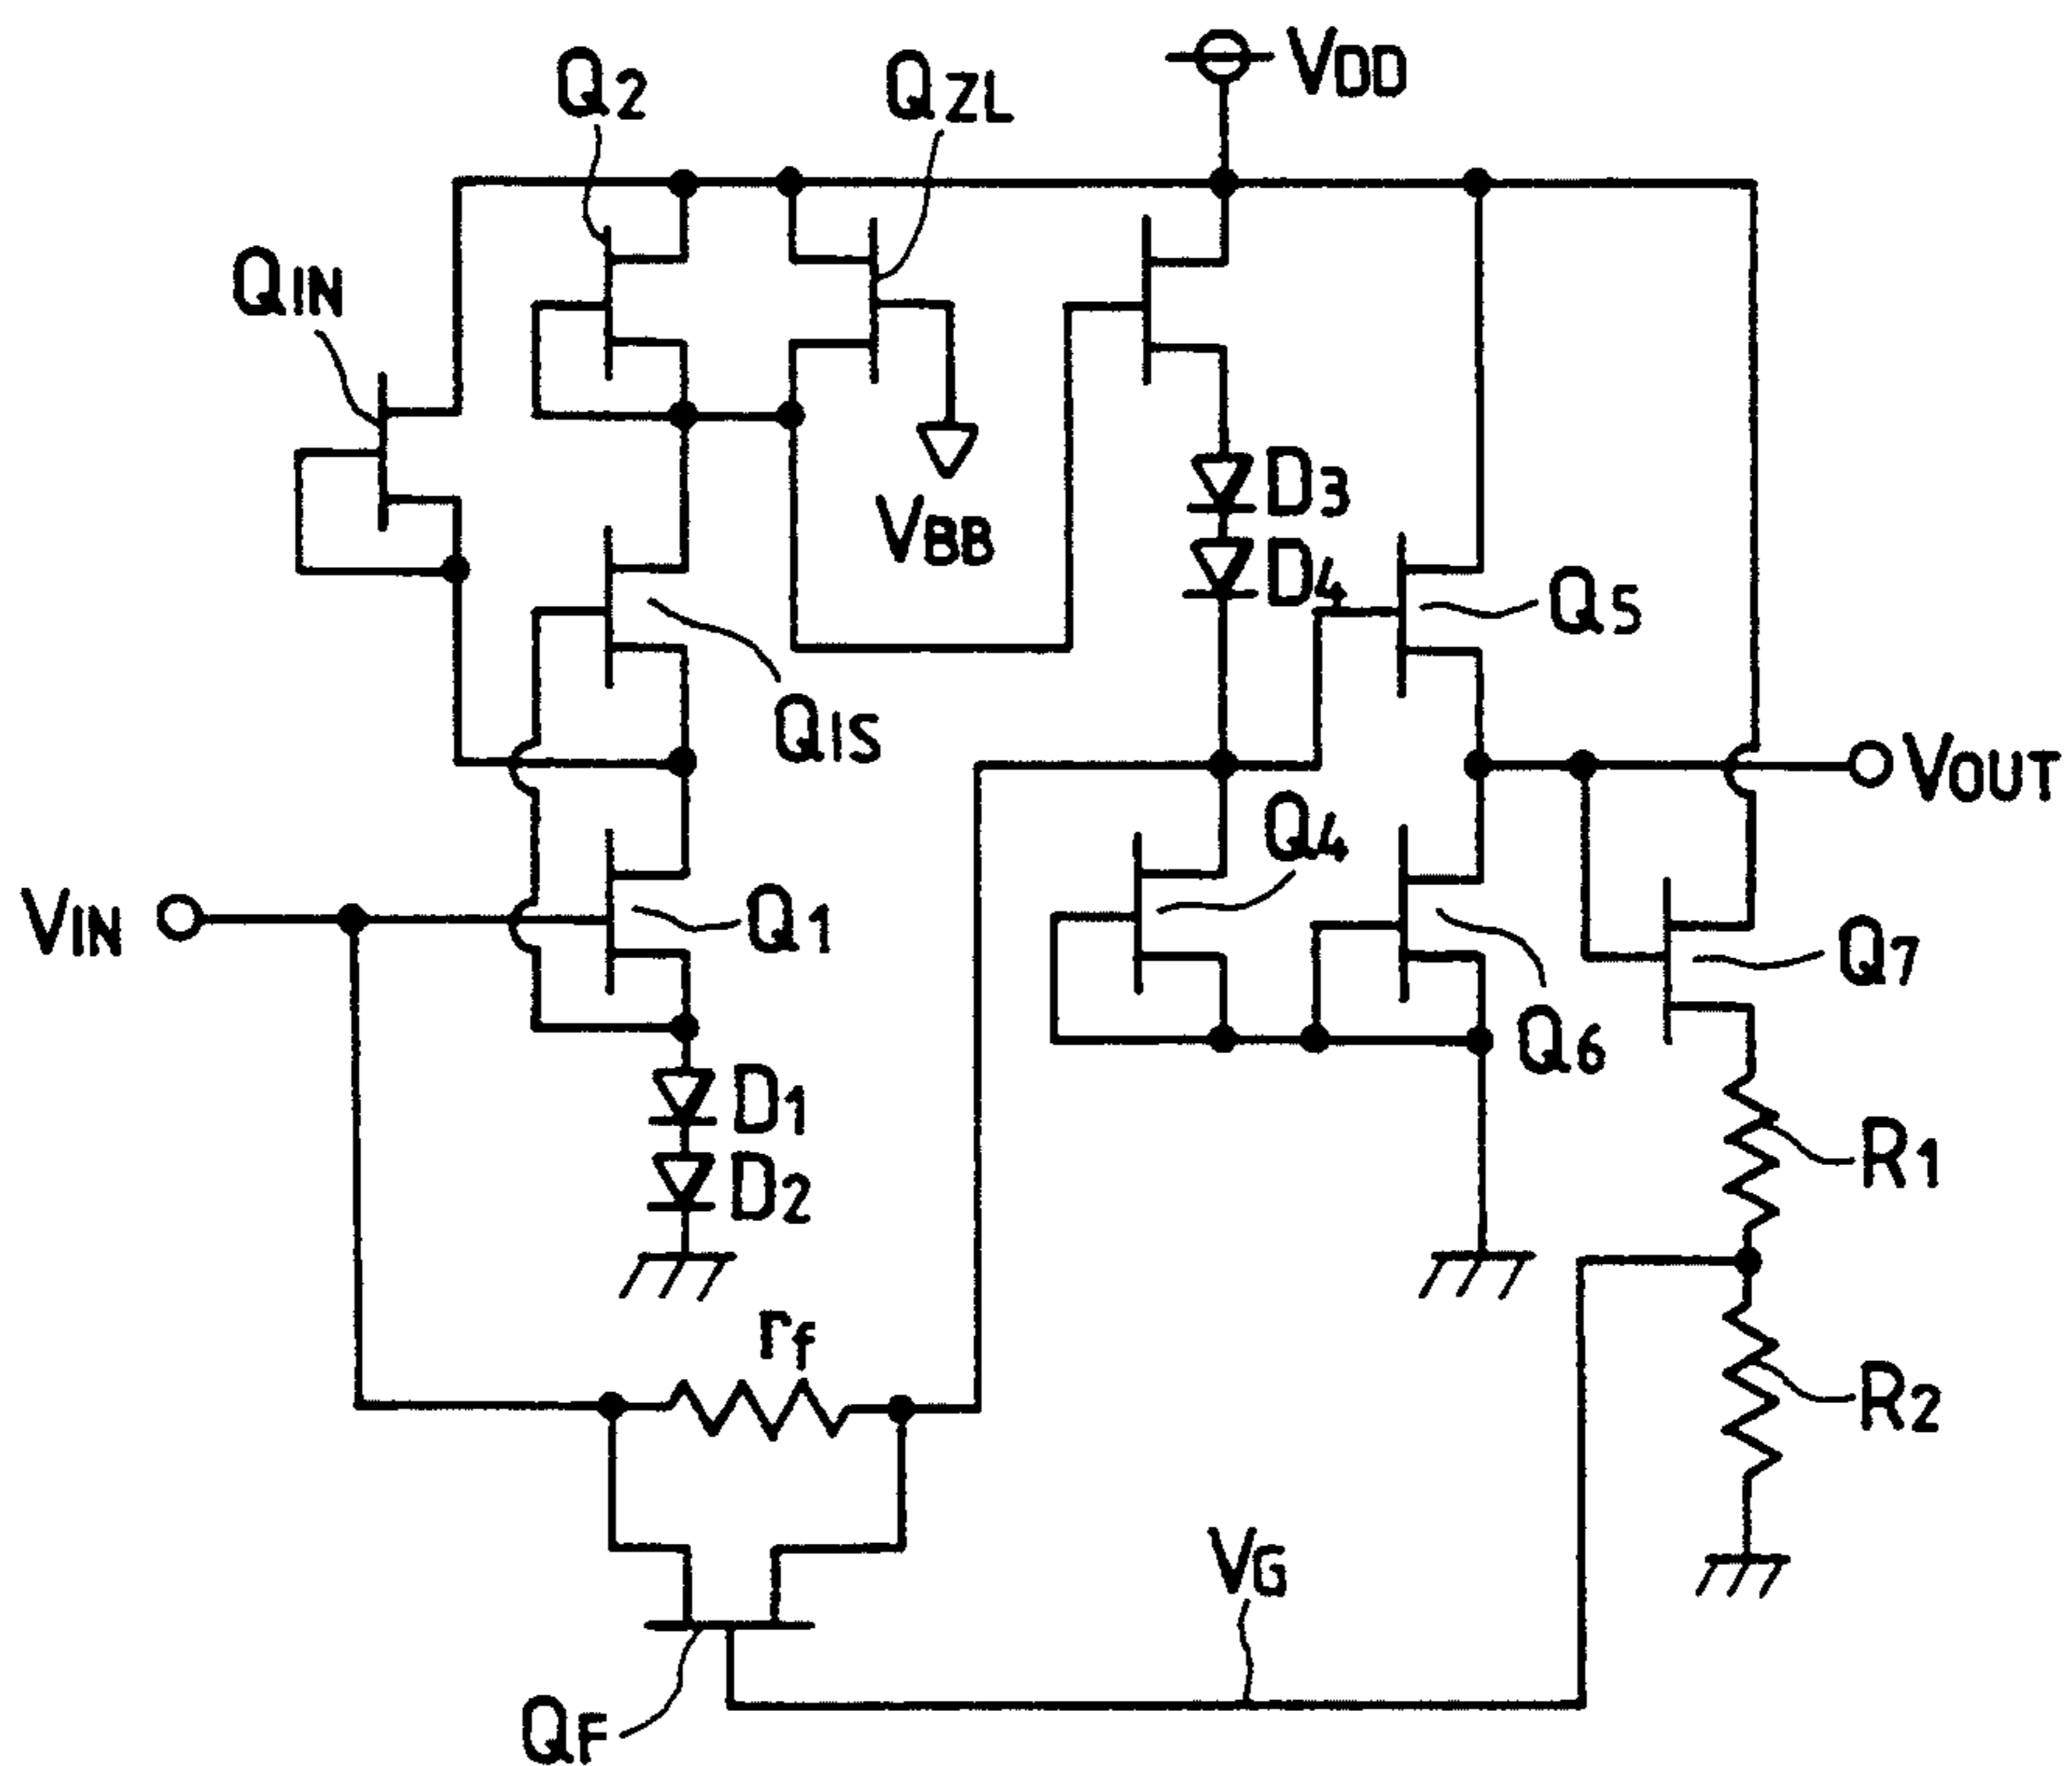 Q2
QZL
VDD
QIN
VBB
D3
D4
Q5
QIS
VOUT
Q4
VIN
Q1
Q7
Q6
D1
D2
R1
rf
R2
VG
QF